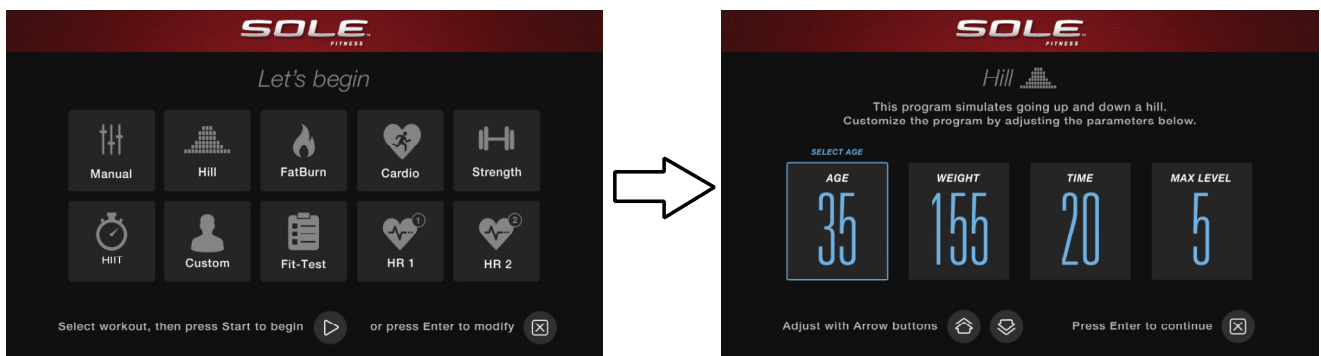 SOLE
FITNESS
Let's begin
Manual
Hill
FatBurn
Cardio
Strength
HIIT
Custom
Fit-Test
1
HR 1
2
HR 2
Select workout, then press Start to begin
or press Enter to modify
SOLE
FITNESS
Hill
This program simulates going up and down a hill.
Customize the program by adjusting the parameters below.
SELECT AGE
AGE
35
WEIGHT
155
TIME
20
MAX LEVEL
5
Adjust with Arrow buttons
Press Enter to continue